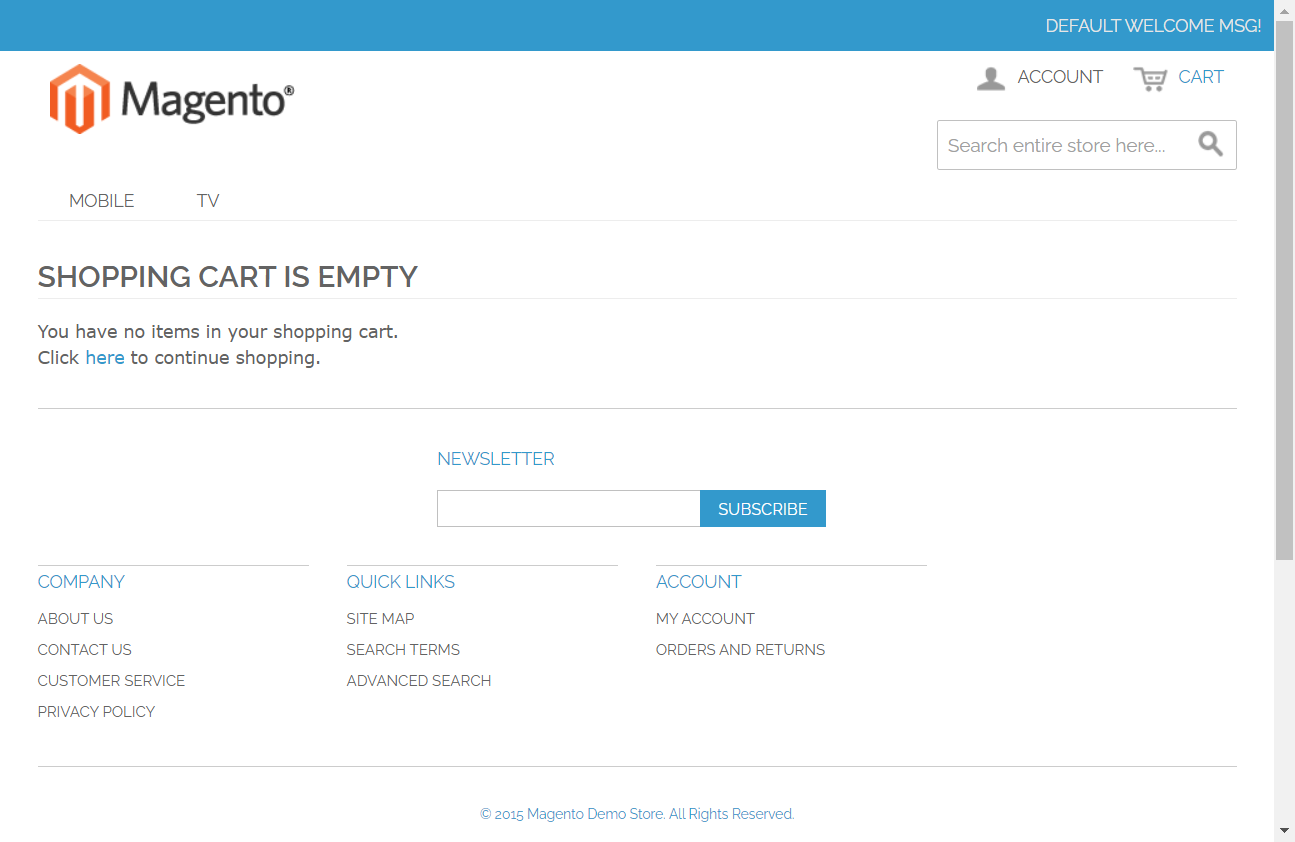 DEFAULT WELCOME MSG!
Magento®
ACCOUNT
CART
Search entire store here...
MOBILE
TV
SHOPPING CART IS EMPTY
You have no items in your shopping cart.
Click here to continue shopping.
NEWSLETTER
SUBSCRIBE
COMPANY
ABOUT US
CONTACT US
CUSTOMER SERVICE
PRIVACY POLICY
QUICK LINKS
SITE MAP
SEARCH TERMS
ADVANCED SEARCH
ACCOUNT
MY ACCOUNT
ORDERS AND RETURNS
© 2015 Magento Demo Store. All Rights Reserved.